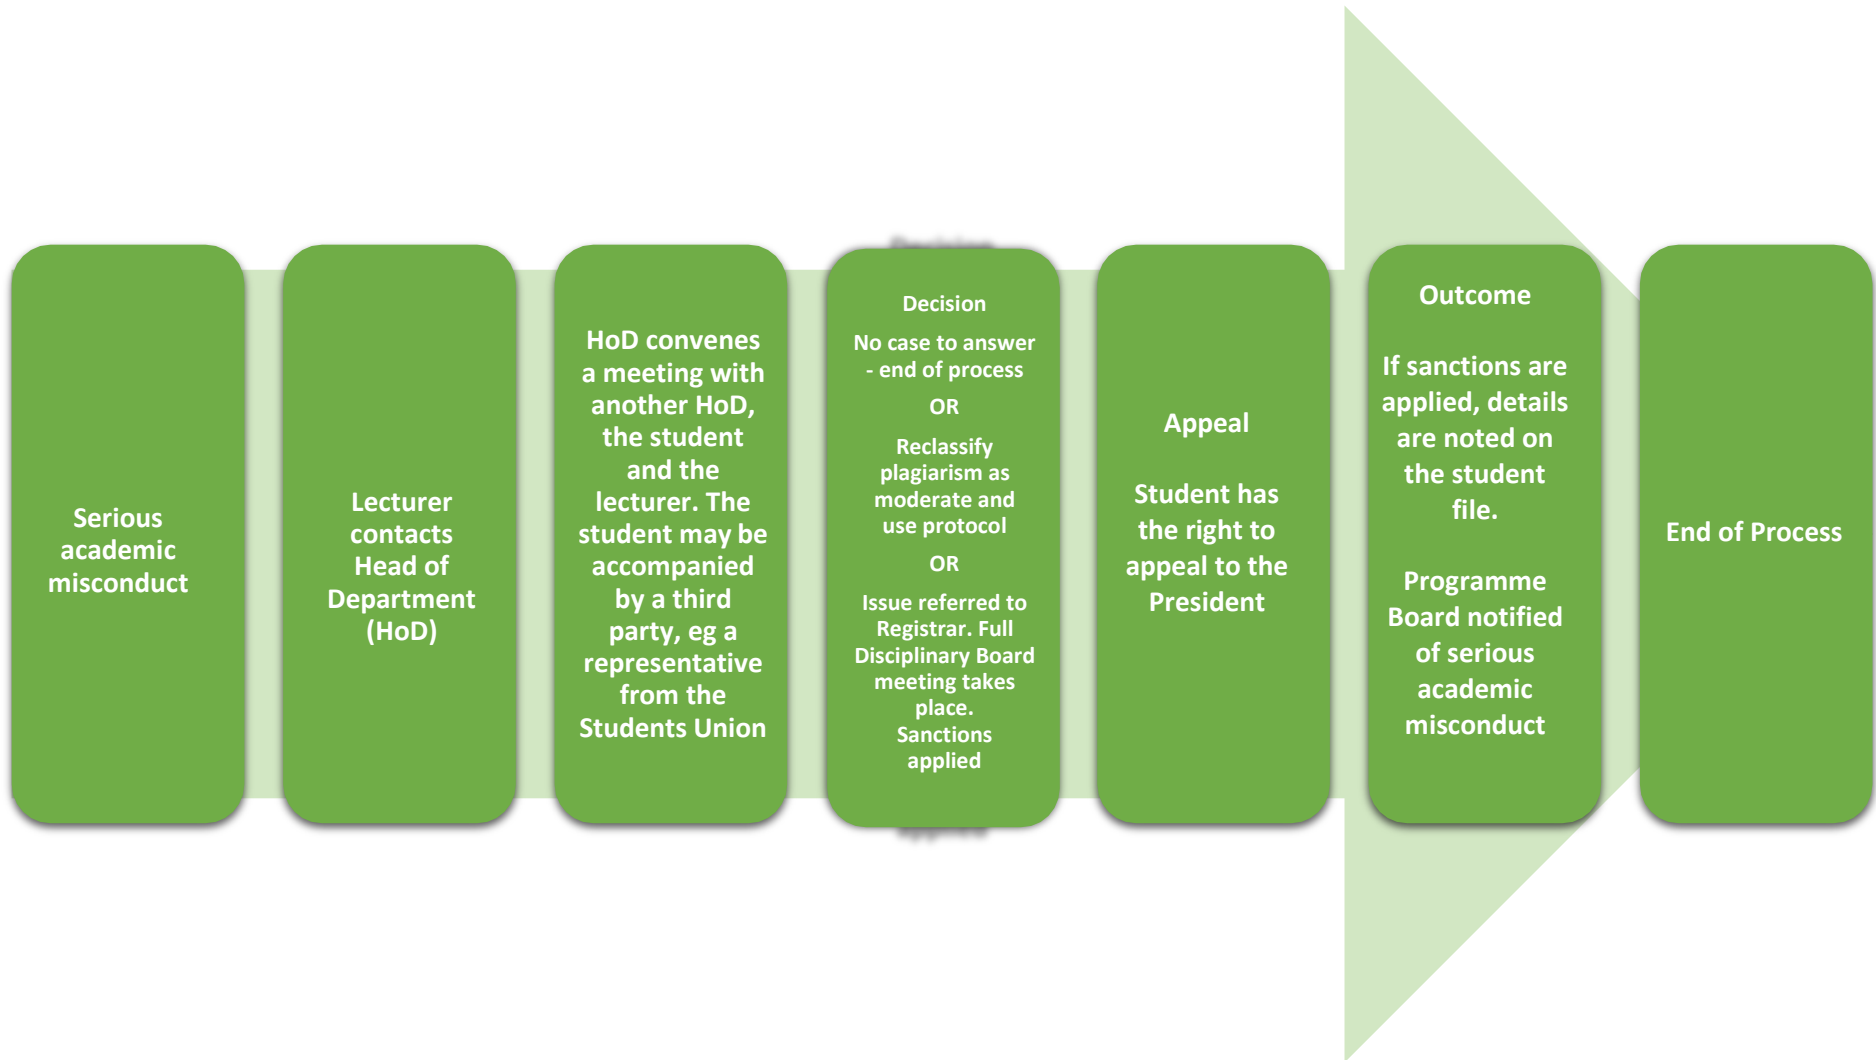 Serious
academic
misconduct
Lecturer
contacts
Head of
Department
(HoD)
HoD convenes
a meeting with
another HoD,
the student
and the
lecturer. The
student may be
accompanied
by a third
party, eg a
representative
from the
Students Union
Decision
No case to answer
- end of process
OR
Reclassify
plagiarism as
moderate and
use protocol
OR
Issue referred to
Registrar. Full
Disciplinary Board
meeting takes
place.
Sanctions
applied
Appeal
Student has
the right to
appeal to the
President
Outcome
If sanctions are
applied, details
are noted on
the student
file.
Programme
Board notified
of serious
academic
misconduct
End of Process